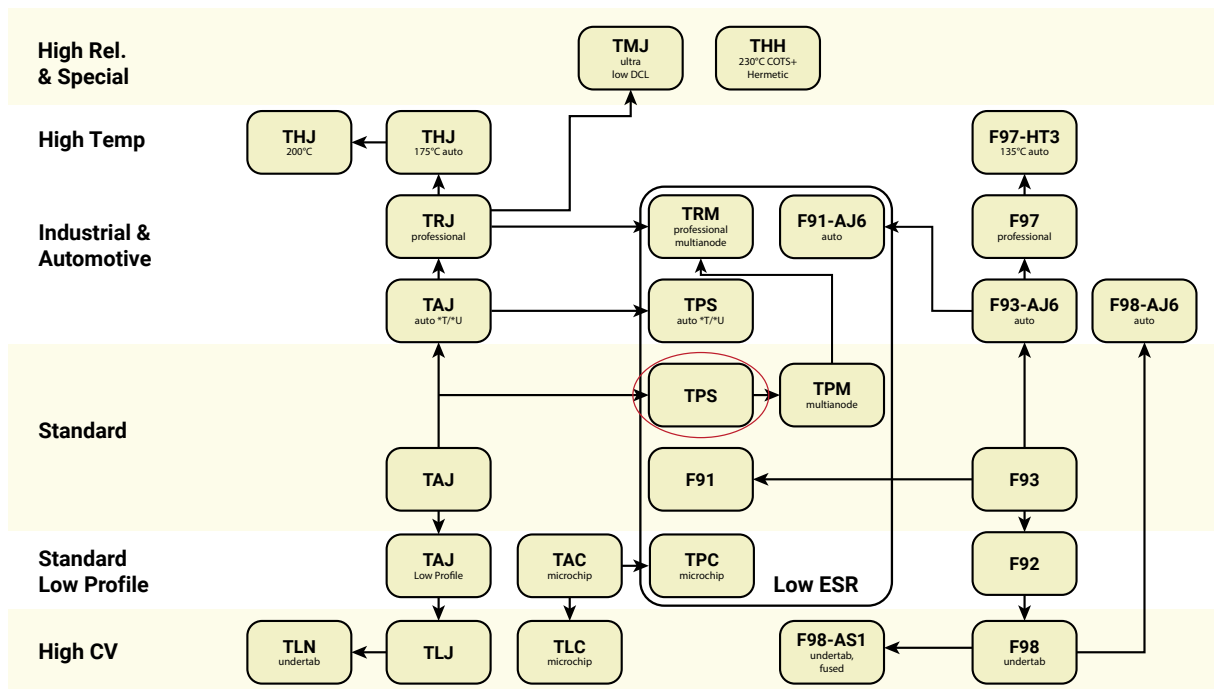 High Rel.
& Special
TMJ
ultra
low DCL
THH
230°C COTS+
Hermetic
High Temp
THJ
200°C
THJ
175°C auto
F97-HT3
135°C auto
Industrial &
Automotive
TRJ
professional
TRM
professional
multianode
F91-AJ6
auto
F97
professional
TAJ
auto *T/*U
TPS
auto *T/*U
F93-AJ6
auto
F98-AJ6
auto
Standard
TPS
TPM
multianode
TAJ
F91
F93
Standard
Low Profile
TAJ
Low Profile
TAC
microchip
TPC
microchip
Low ESR
F92
High CV
TLN
undertab
TLJ
TLC
microchip
F98-AS1
undertab,
fused
F98
undertab